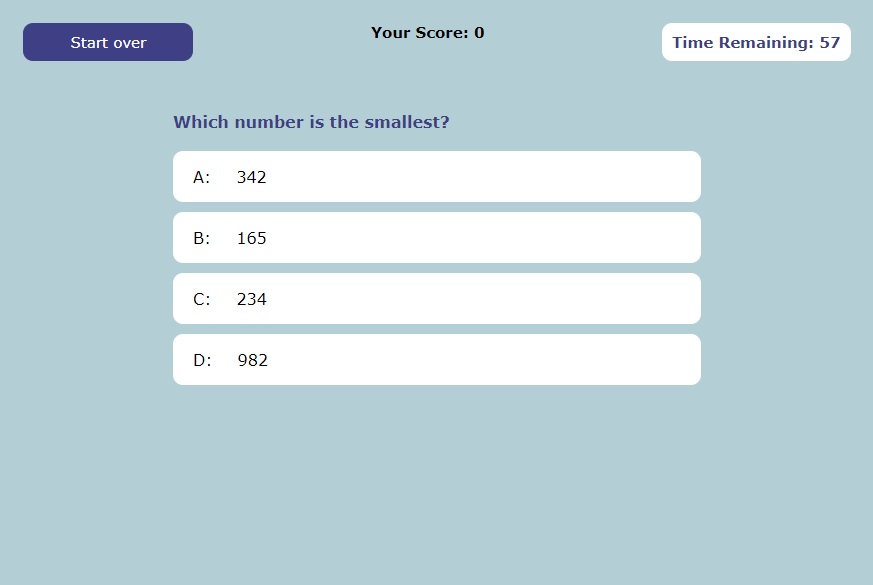 Start over
Your Score: 0
Time Remaining: 57
Which number is the smallest?
A: 342
B: 165
C: 234
D: 982